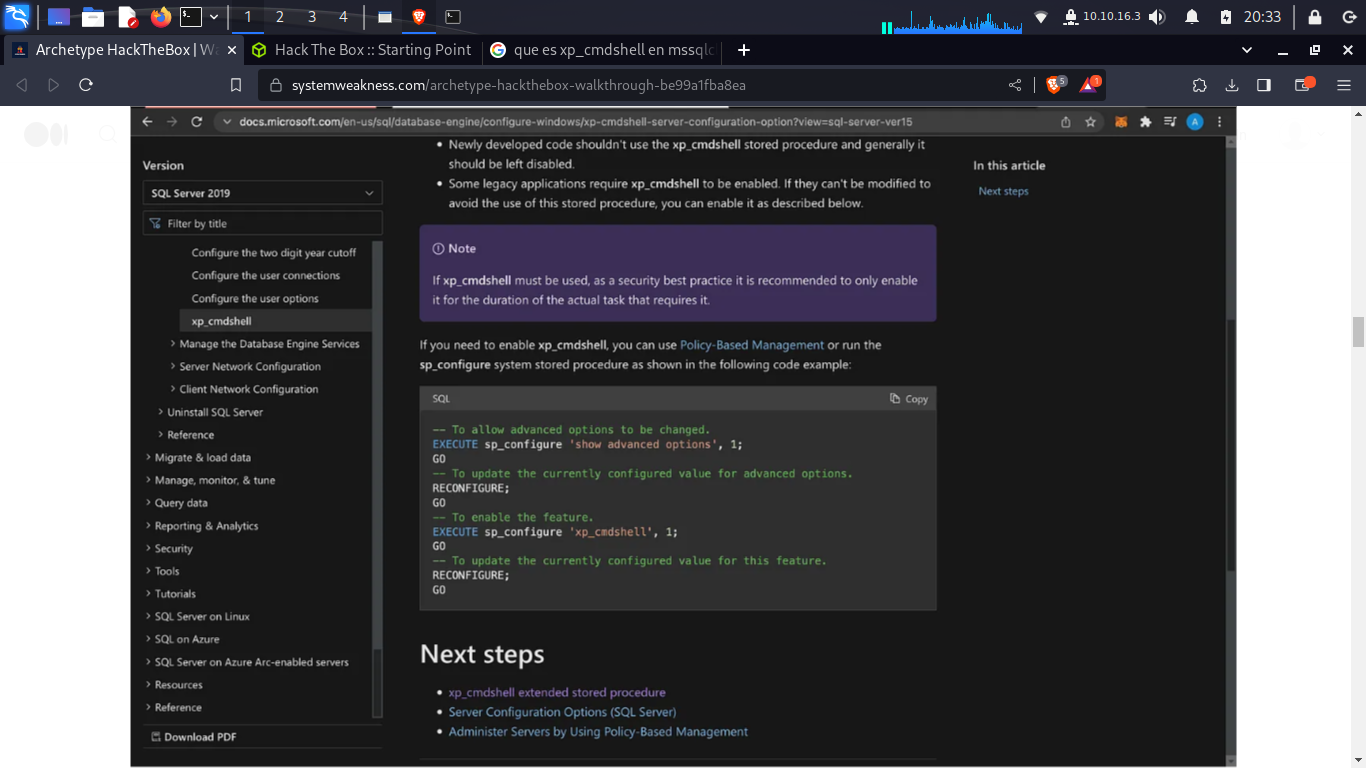 1
2
3
4
10.10.16.3
20:33
Archetype HackTheBox | Wa
Hack The Box :: Starting Point
que es xp_cmdshell en mssqlc
systemweakness.com/archetype-hackthebox-walkthrough-be99a1fba8ea
5
1
docs.microsoft.com/en-us/sql/database-engine/configure-windows/xp-cmdshell-server-configuration-option?view=sql-server-ver15
A
Version
SQL Server 2019
Filter by title
Configure the two digit year cutoff
Configure the user connections
Configure the user options
xp_cmdshell
Manage the Database Engine Services
Server Network Configuration
Client Network Configuration
Uninstall SQL Server
Reference
Migrate & load data
Manage, monitor, & tune
Query data
Reporting & Analytics
Security
Tools
Tutorials
SQL Server on Linux
SQL on Azure
SQL Server on Azure Arc-enabled servers
Resources
Reference
Download PDF
Newly developed code shouldn't use the xp_cmdshell stored procedure and generally it
should be left disabled.
Some legacy applications require xp_cmdshell to be enabled. If they can't be modified to
avoid the use of this stored procedure, you can enable it as described below.
Note
If xp_cmdshell must be used, as a security best practice it is recommended to only enable
it for the duration of the actual task that requires it.
If you need to enable xp_cmdshell, you can use Policy-Based Management or run the
sp_configure system stored procedure as shown in the following code example:
SQL
Copy
-- To allow advanced options to be changed.
EXECUTE sp_configure 'show advanced options', 1;
GO
-- To update the currently configured value for advanced options.
RECONFIGURE;
GO
-- To enable the feature.
EXECUTE sp_configure 'xp_cmdshell', 1;
GO
-- To update the currently configured value for this feature.
RECONFIGURE;
GO
Next steps
xp_cmdshell extended stored procedure
Server Configuration Options (SQL Server)
Administer Servers by Using Policy-Based Management
In this article
Next steps